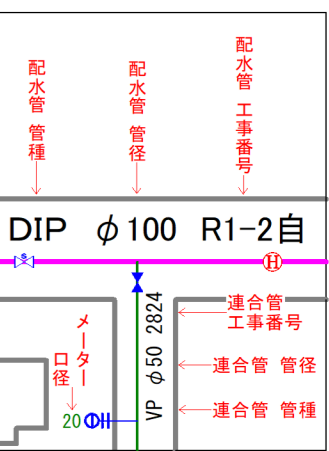 配水管 管種
配水管 管径
配水管 工事番号
DIP φ100 R1-2自
S
H
メーター
口径
20
VP φ50 2824
連合管
工事番号
連合管 管径
連合管 管種